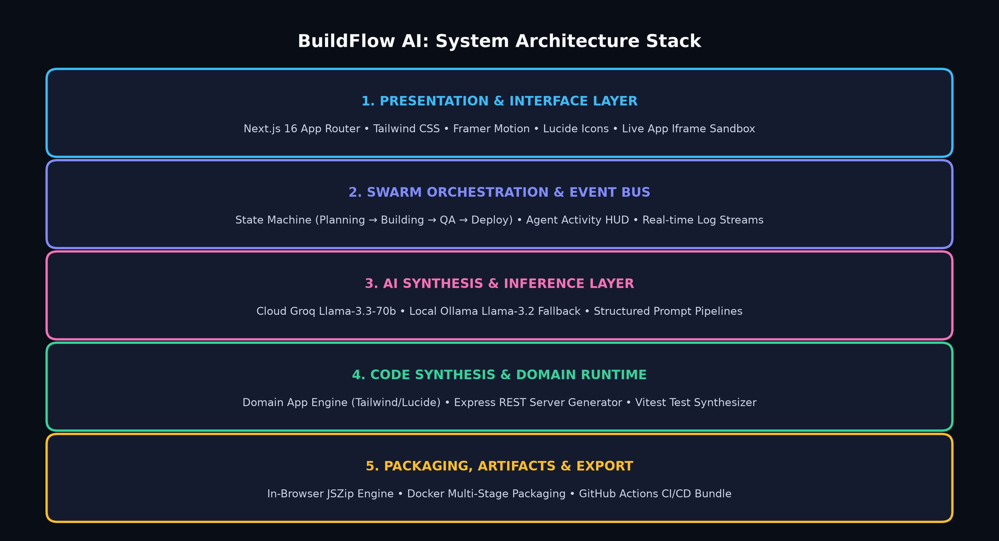 BuildFlow AI: System Architecture Stack
1. PRESENTATION & INTERFACE LAYER
Next.js 16 App Router • Tailwind CSS • Framer Motion • Lucide Icons • Live App Iframe Sandbox
2. SWARM ORCHESTRATION & EVENT BUS
State Machine (Planning → Building → QA → Deploy) • Agent Activity HUD • Real-time Log Streams
3. AI SYNTHESIS & INFERENCE LAYER
Cloud Groq Llama-3.3-70b • Local Ollama Llama-3.2 Fallback • Structured Prompt Pipelines
4. CODE SYNTHESIS & DOMAIN RUNTIME
Domain App Engine (Tailwind/Lucide) • Express REST Server Generator • Vitest Test Synthesizer
5. PACKAGING, ARTIFACTS & EXPORT
In-Browser JSZip Engine • Docker Multi-Stage Packaging • GitHub Actions CI/CD Bundle